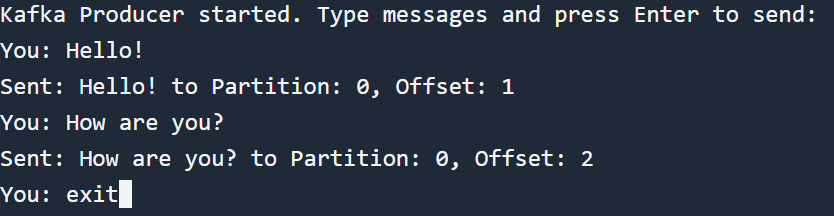 Kafka Producer started. Type messages and press Enter to send:
You: Hello!
Sent: Hello! to Partition: 0, Offset: 1
You: How are you?
Sent: How are you? to Partition: 0, Offset: 2
You: exit